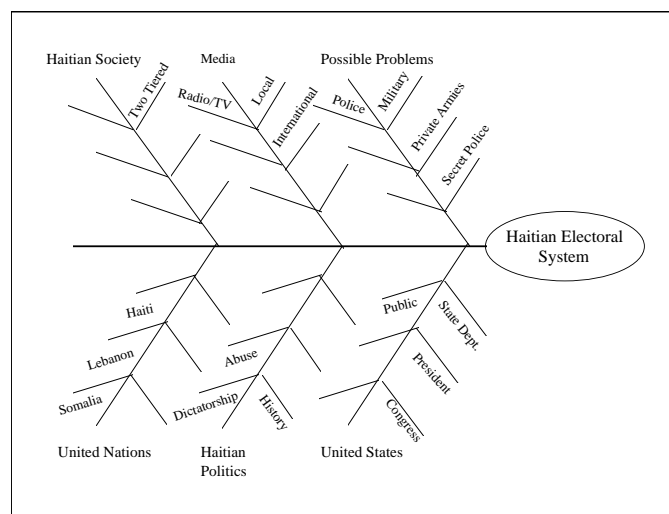 Haitian Society
Media
Possible Problems
Two Tiered
Radio/TV
Local
International
Police
Military
Private Armies
Secret Police
Haitian Electoral
System
Haiti
Lebanon
Somalia
Abuse
Dictatorship
History
Public
State Dept.
President
Congress
United Nations
Haitian
Politics
United States